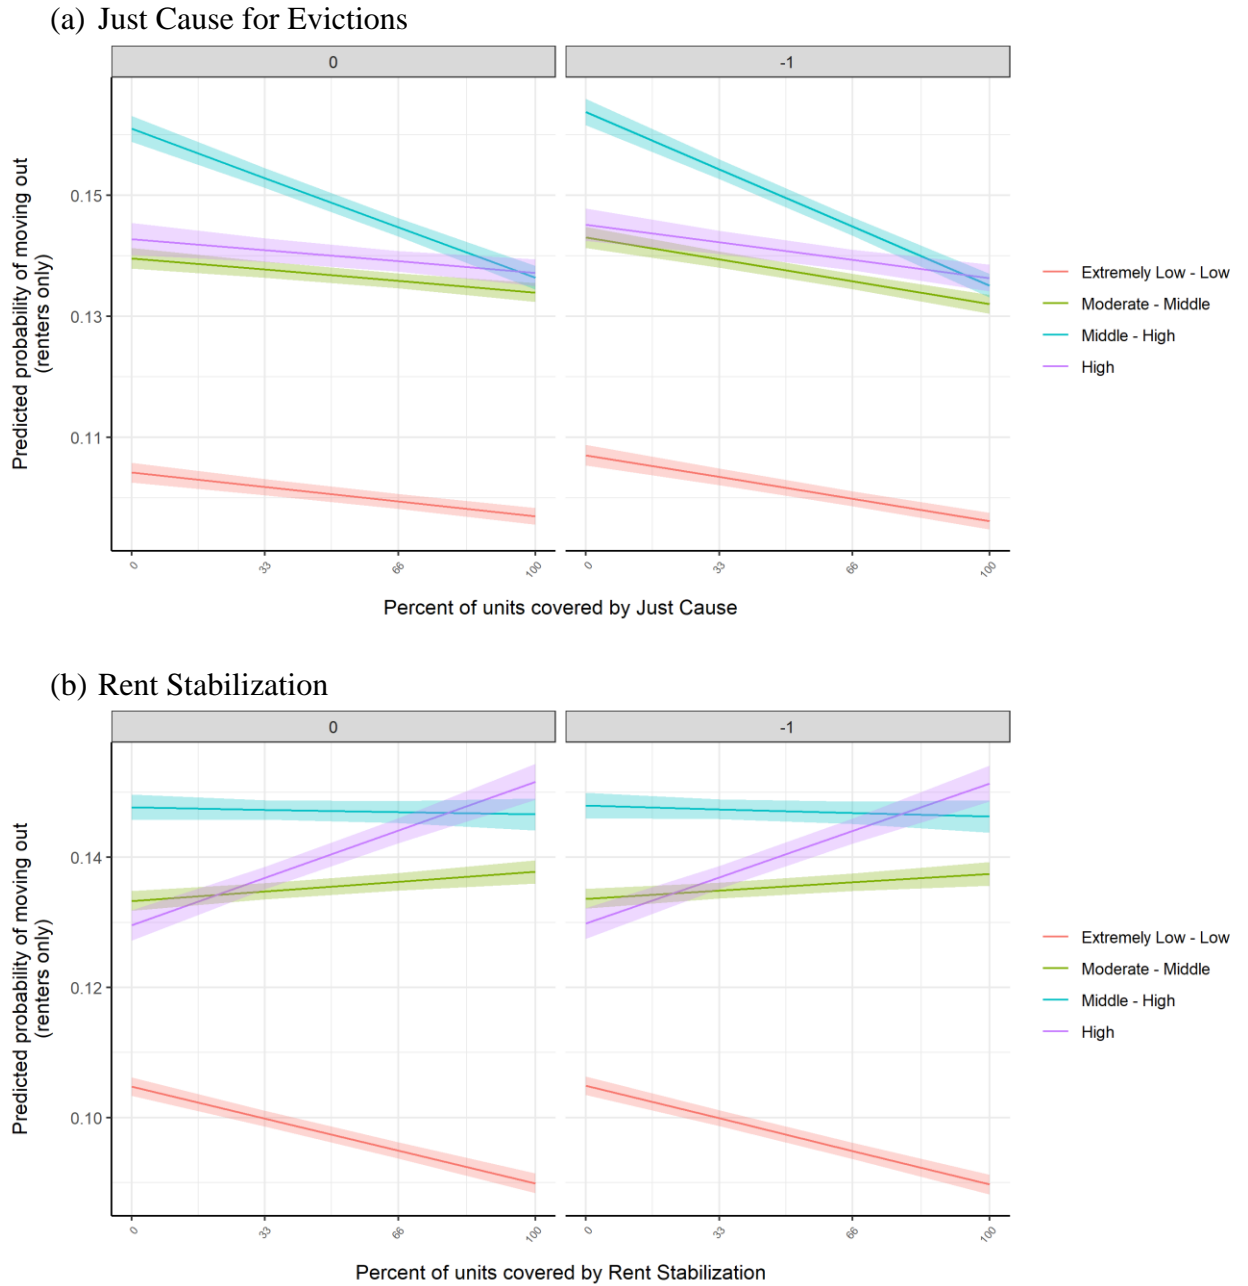 (a) Just Cause for Evictions
0
-1
Predicted probability of moving out
(renters only)
0.15
0.13
0.11
0
33
66
100
0
33
66
100
Percent of units covered by Just Cause
Extremely Low - Low
Moderate - Middle
Middle - High
High
(b) Rent Stabilization
0
-1
Predicted probability of moving out
(renters only)
0.14
0.12
0.10
0
33
66
100
0
33
66
100
Percent of units covered by Rent Stabilization
Extremely Low - Low
Moderate - Middle
Middle - High
High